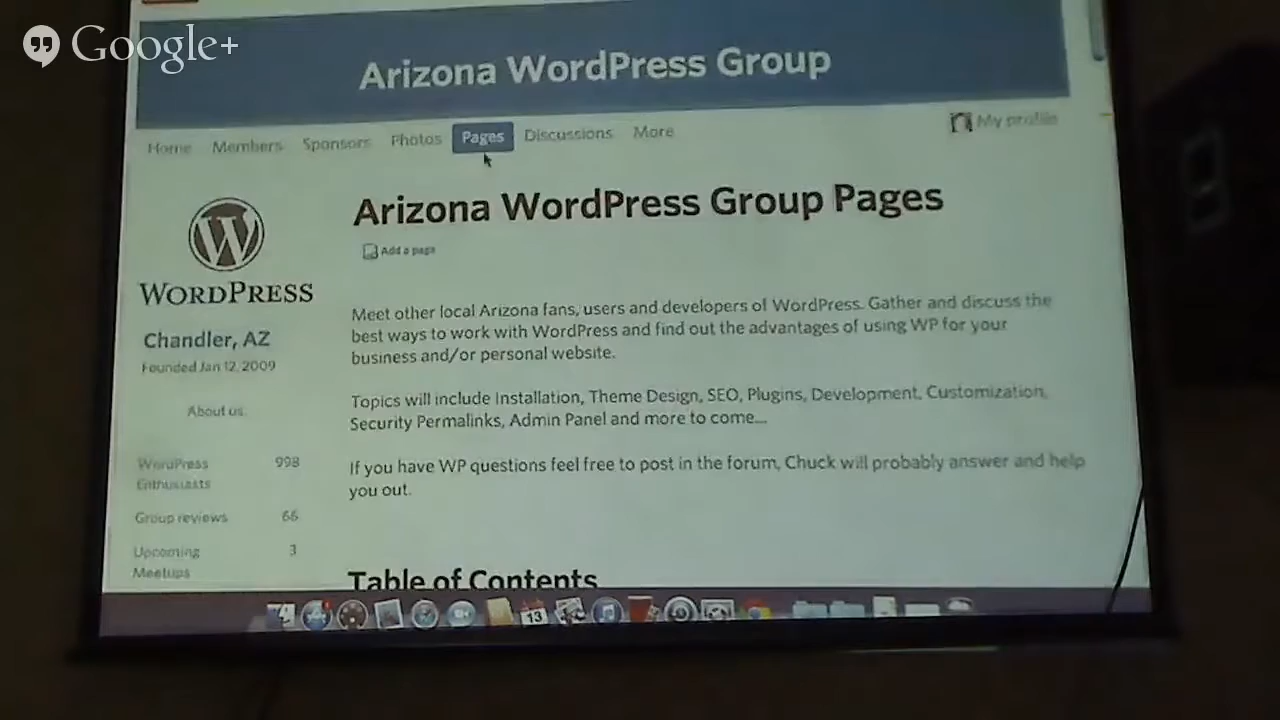 Google+
Arizona WordPress Group
Home Members Sponsors Photos Pages Discussions More
My profile
Arizona WordPress Group Pages
Add a page
WORDPRESS
Chandler, AZ
Founded Jan 12, 2009
About us
WordPress
Enthusiasts
998
Group reviews 66
Upcoming
Meetups
3
Meet other local Arizona fans, users and developers of WordPress. Gather and discuss the
best ways to work with WordPress and find out the advantages of using WP for your
business and/or personal website.
Topics will include Installation, Theme Design, SEO, Plugins, Development, Customization,
Security Permalinks, Admin Panel and more to come...
If you have WP questions feel free to post in the forum, Chuck will probably answer and help
you out.
Table of Contents
13